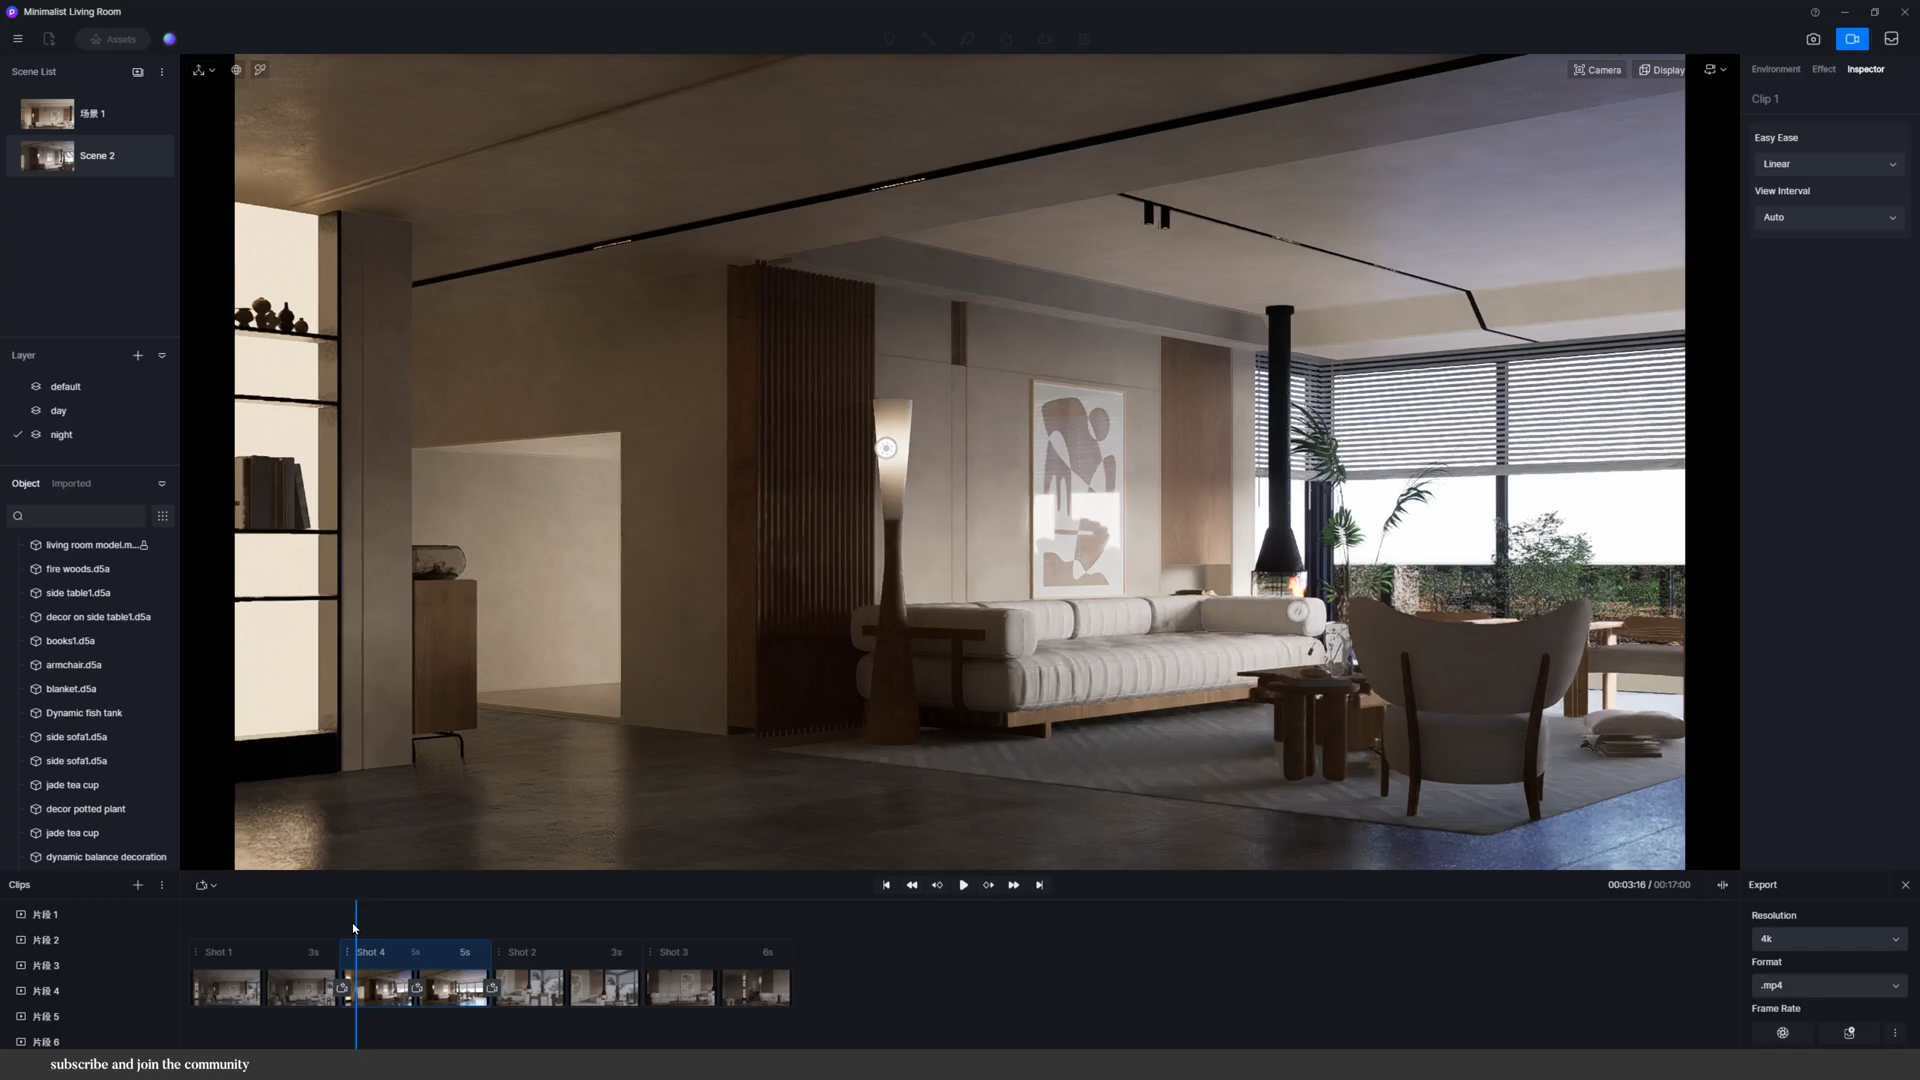 Minimalist Living Room
Assets
Scene List
场景 1
Scene 2
Camera
Display
Environment
Effect
Inspector
Clip 1
Easy Ease
Linear
View Interval
Auto
Layer
default
day
night
Object
Imported
living room model.m...
fire woods.d5a
side table1.d5a
decor on side table1.d5a
books1.d5a
armchair.d5a
blanket.d5a
Dynamic fish tank
side sofa1.d5a
side sofa1.d5a
jade tea cup
decor potted plant
jade tea cup
dynamic balance decoration
Clips
00:03:16 / 00:17:00
Export
片段 1
片段 2
片段 3
片段 4
片段 5
片段 6
Shot 1 3s
Shot 4 5s 5s
Shot 2 3s
Shot 3 6s
Resolution
4k
Format
.mp4
Frame Rate
subscribe and join the community